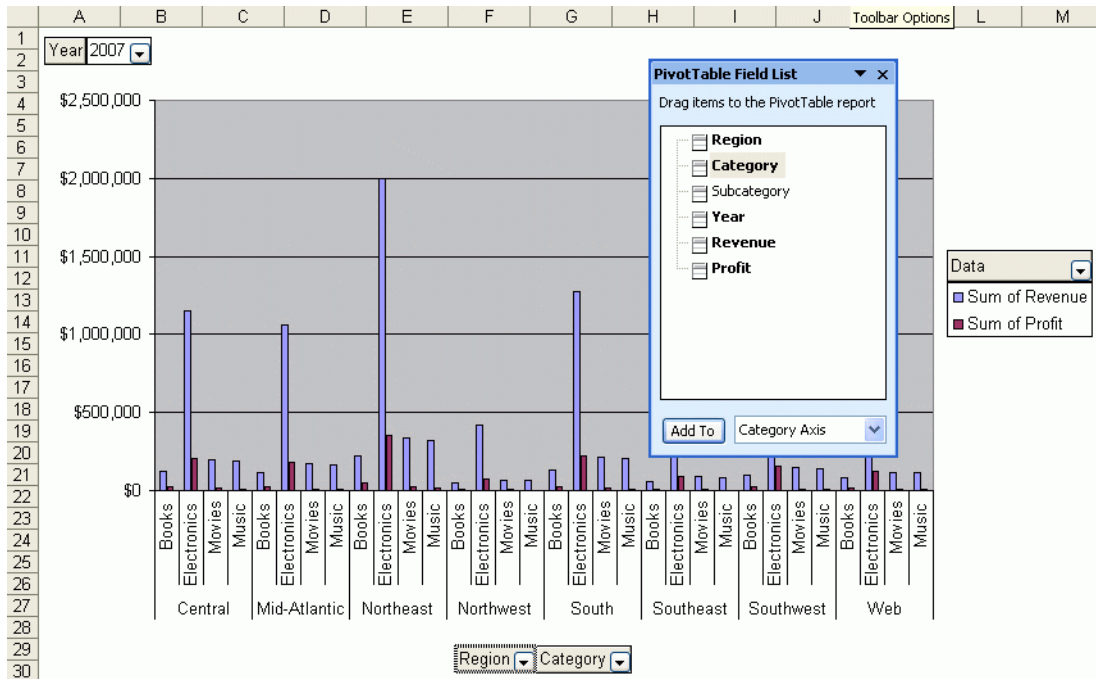 A B C D E F G H I J Toolbar Options L M
1
2
3
4
5
6
7
8
9
10
11
12
13
14
15
16
17
18
19
20
21
22
23
24
25
26
27
28
29
30
Year 2007
$2,500,000
$2,000,000
$1,500,000
$1,000,000
$500,000
$0
PivotTable Field List
Drag items to the PivotTable report
Region
Category
Subcategory
Year
Revenue
Profit
Add To Category Axis
Data
Sum of Revenue
Sum of Profit
Books Electronics Movies Music Books Electronics Movies Music Books Electronics Movies Music Books Electronics Movies Music Books Electronics Movies Music Books Electronics Movies Music Books Electronics Movies Music Books Electronics Movies Music
Central Mid-Atlantic Northeast Northwest South Southeast Southwest Web
Region Category